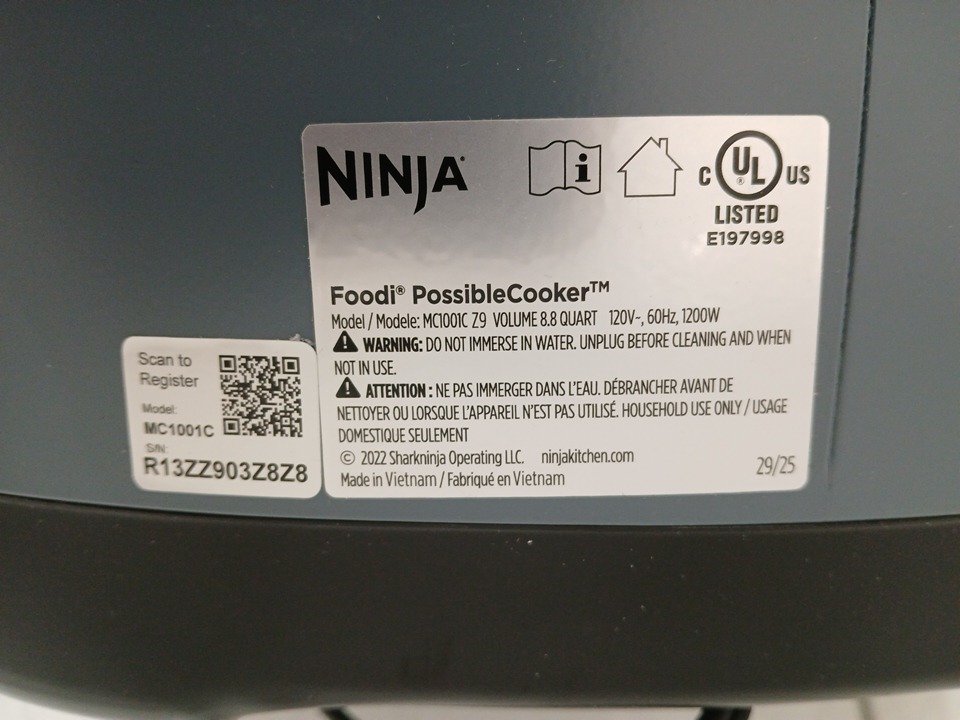 NINJA®
i
C UL® US
LISTED
E197998
Foodi® PossibleCooker™
Model / Modele: MC1001C Z9 VOLUME 8.8 QUART 120V~, 60Hz, 1200W
WARNING: DO NOT IMMERSE IN WATER. UNPLUG BEFORE CLEANING AND WHEN
NOT IN USE.
ATTENTION : NE PAS IMMERGER DANS L'EAU. DÉBRANCHER AVANT DE
NETTOYER OU LORSQUE L'APPAREIL N'EST PAS UTILISÉ. HOUSEHOLD USE ONLY / USAGE
DOMESTIQUE SEULEMENT
© 2022 Sharkninja Operating LLC. ninjakitchen.com
Made in Vietnam / Fabriqué en Vietnam
29/25
Scan to
Register
Model:
MC1001C
S/N:
R13ZZ903Z8Z8